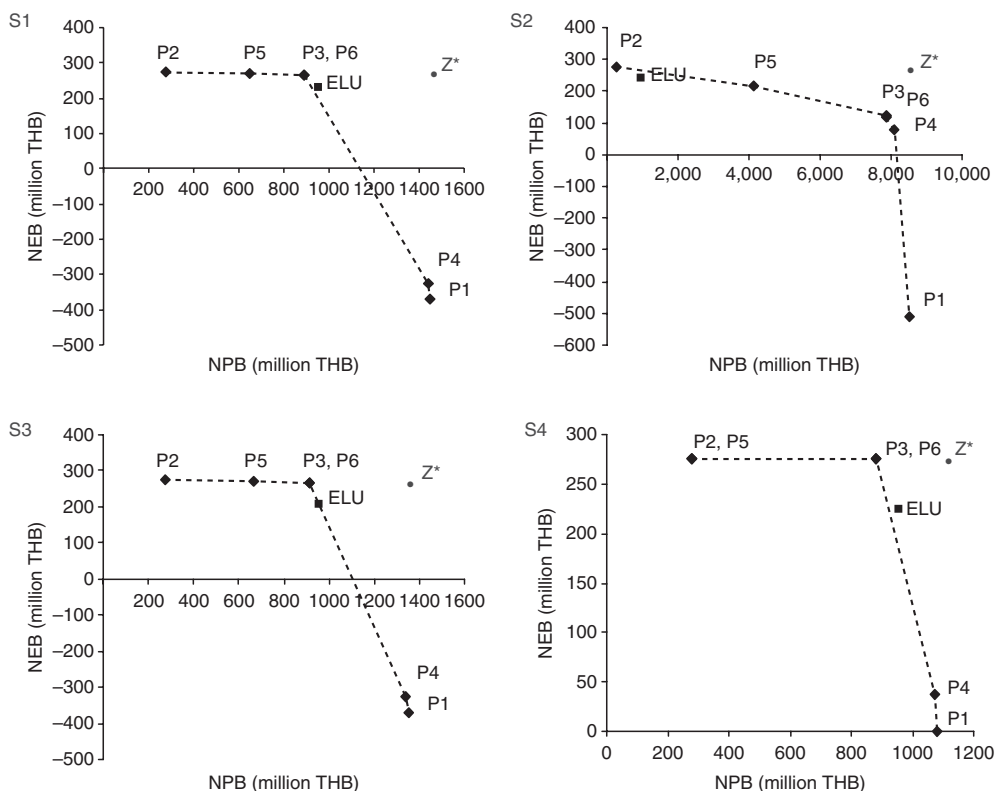 S1
400
300
200
100
0
–100
–200
–300
–400
–500
NEB (million THB)
P2
P5
P3, P6
Z*
ELU
200 400 600 800 1000 1200 1400 1600
P4
P1
NPB (million THB)
S2
400
300
200
100
0
–100
–200
–300
–400
–500
–600
NEB (million THB)
P2
ELU
P5
Z*
P3
P6
P4
2,000 4,000 6,000 8,000 10,000
P1
NPB (million THB)
S3
400
300
200
100
0
–100
–200
–300
–400
–500
NEB (million THB)
P2
P5
P3, P6
Z*
ELU
200 400 600 800 1000 1200 1400 1600
P4
P1
NPB (million THB)
S4
300
250
200
150
100
50
0
NEB (million THB)
P2, P5
P3, P6
Z*
ELU
P4
P1
0 200 400 600 800 1000 1200
NPB (million THB)